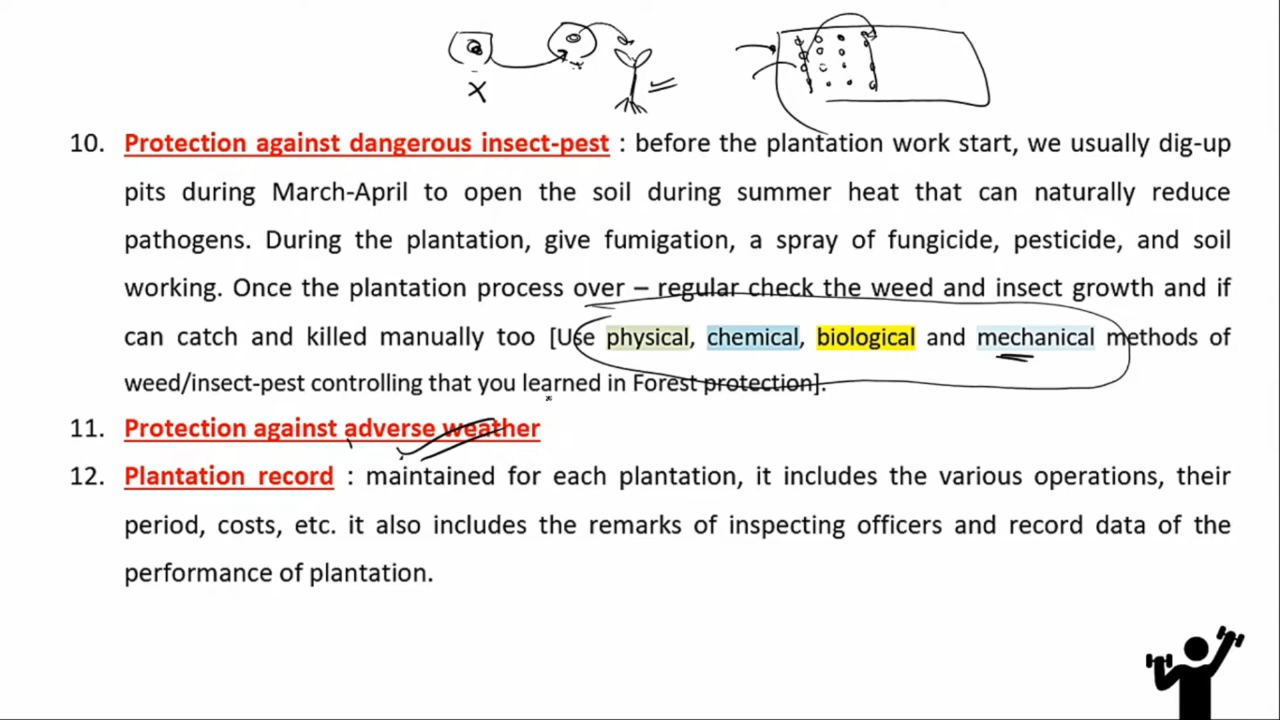 10. Protection against dangerous insect-pest : before the plantation work start, we usually dig-up
pits during March-April to open the soil during summer heat that can naturally reduce
pathogens. During the plantation, give fumigation, a spray of fungicide, pesticide, and soil
working. Once the plantation process over – regular check the weed and insect growth and if
can catch and killed manually too [Use physical, chemical, biological and mechanical methods of
weed/insect-pest controlling that you learned in Forest protection].
11. Protection against adverse weather
12. Plantation record : maintained for each plantation, it includes the various operations, their
period, costs, etc. it also includes the remarks of inspecting officers and record data of the
performance of plantation.